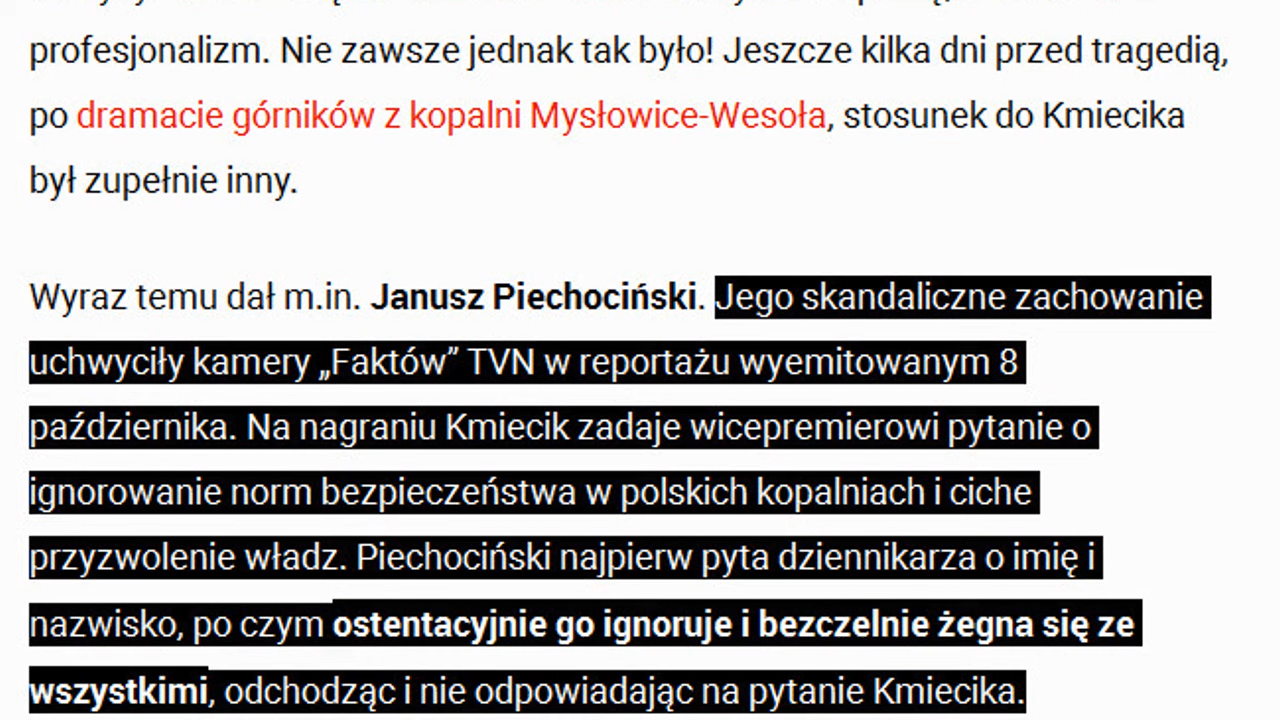 profesjonalizm. Nie zawsze jednak tak było! Jeszcze kilka dni przed tragedią,
po dramacie górników z kopalni Mysłowice-Wesoła, stosunek do Kmiecika
był zupełnie inny.
Wyraz temu dał m.in. Janusz Piechociński. Jego skandaliczne zachowanie
uchwyciły kamery „Faktów” TVN w reportażu wyemitowanym 8
października. Na nagraniu Kmiecik zadaje wicepremierowi pytanie o
ignorowanie norm bezpieczeństwa w polskich kopalniach i ciche
przyzwolenie władz. Piechociński najpierw pyta dziennikarza o imię i
nazwisko, po czym ostentacyjnie go ignoruje i bezczelnie żegna się ze
wszystkimi, odchodząc i nie odpowiadając na pytanie Kmiecika.